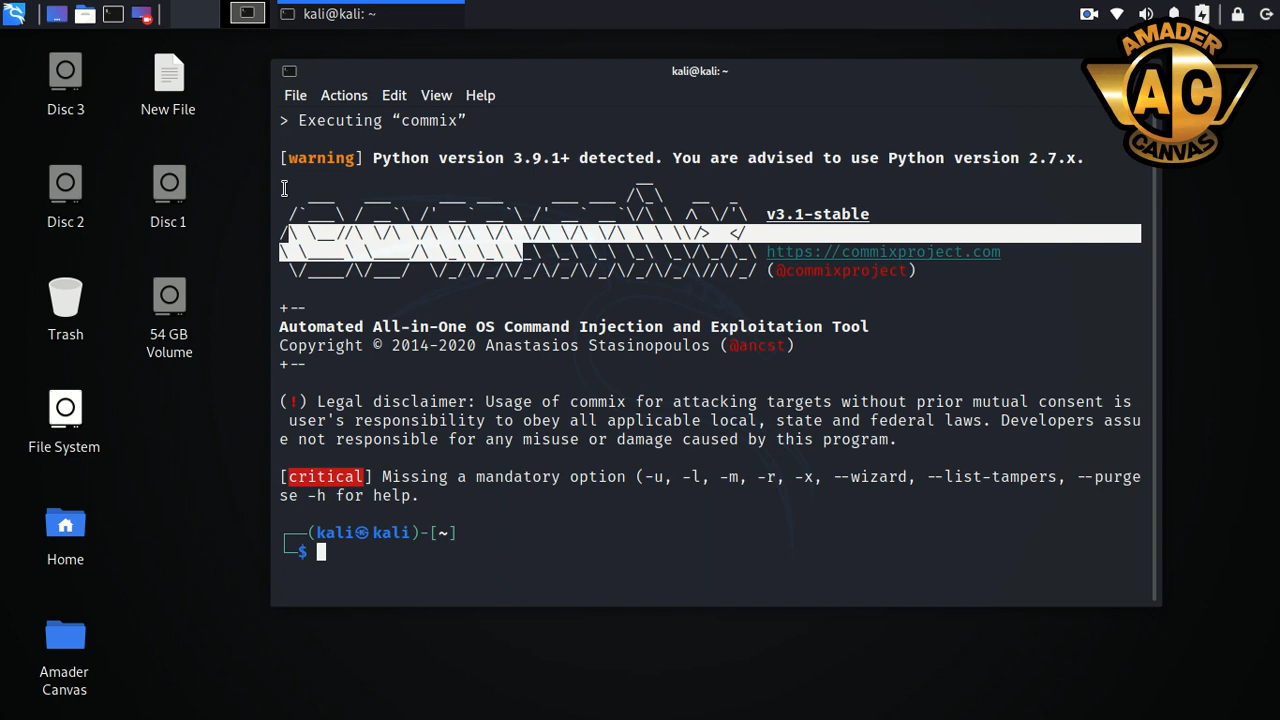 kali@kali: ~
AMADER
AC
CANVAS
kali@kali: ~
File Actions Edit View Help
> Executing “commix”
[warning] Python version 3.9.1+ detected. You are advised to use Python version 2.7.x.
v3.1-stable
https://commixproject.com
(@commixproject)
+--
Automated All-in-One OS Command Injection and Exploitation Tool
Copyright © 2014-2020 Anastasios Stasinopoulos (@ancst)
+--
(!) Legal disclaimer: Usage of commix for attacking targets without prior mutual consent is
user's responsibility to obey all applicable local, state and federal laws. Developers assu
e not responsible for any misuse or damage caused by this program.
[critical] Missing a mandatory option (-u, -l, -m, -r, -x, --wizard, --list-tampers, --purge
se -h for help.
┌──(kali㉿kali)-[~]
└─$
Disc 3
New File
Disc 2
Disc 1
Trash
54 GB
Volume
File System
Home
Amader
Canvas